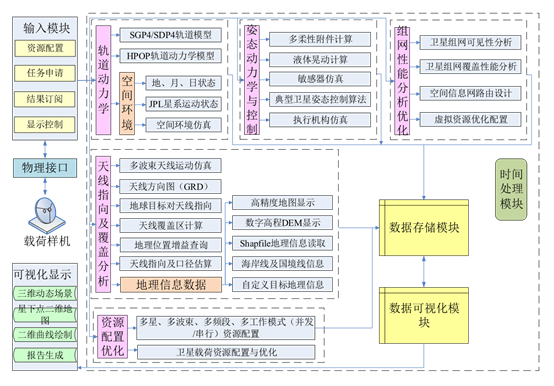 输入模块
资源配置
任务申请
结果订阅
显示控制
物理接口
载荷样机
可视化显示
三维动态场景
星下点二维地
图
二维曲线绘制
报告生成
轨道动力学
SGP4/SDP4轨道模型
HPOP轨道动力学模型
空间环境
地、月、日状态
JPL星系运动状态
空间环境仿真
姿态动力学与控制
多柔性附件计算
液体晃动计算
敏感器仿真
典型卫星姿态控制算法
执行机构仿真
组网性能分析优化
卫星组网可见性分析
卫星组网覆盖性能分析
空间信息网路由设计
虚拟资源优化配置
天线指向及覆盖分析
多波束天线运动仿真
天线方向图（GRD）
地球目标对天线指向
天线覆盖区计算
地理位置增益查询
天线指向及口径估算
地理信息数据
高精度地图显示
数字高程DEM显示
Shapfile地理信息读取
海岸线及国境线信息
自定义目标地理信息
资源配置优化
多星、多波束、多频段、多工作模式（并发
/串行）资源配置
卫星载荷资源配置与优化
时间
处理
模块
数据存储模块
数据可视化模
块